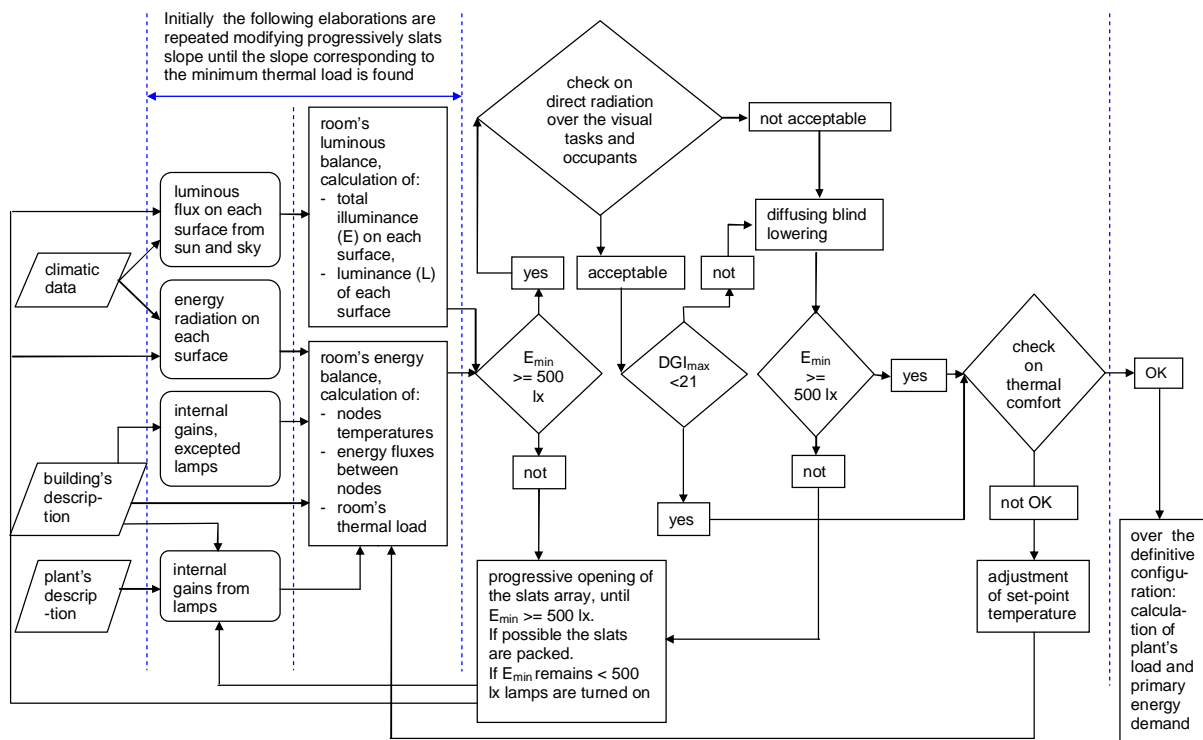 Initially the following elaborations are
repeated modifying progressively slats
slope until the slope corresponding to
the minimum thermal load is found
climatic
data
building's
descrip-
tion
plant's
descrip
-tion
luminous
flux on each
surface from
sun and sky
energy
radiation on
each
surface
internal
gains,
excepted
lamps
internal
gains from
lamps
room's
luminous
balance,
calculation of:
- total
illuminance
(E) on each
surface,
- luminance (L)
of each
surface
room's energy
balance,
calculation of:
- nodes
temperatures
- energy fluxes
between
nodes
- room's
thermal load
check on
direct radiation
over the visual
tasks and
occupants
not acceptable
diffusing blind
lowering
yes
acceptable
not
Emin
>= 500
lx
DGImax
<21
Emin
>=
500 lx
yes
check
on
thermal
comfort
OK
not
yes
not
not OK
progressive opening of
the slats array, until
Emin >= 500 lx.
If possible the slats
are packed.
If Emin remains < 500
lx lamps are turned on
adjustment
of set-point
temperature
over the
definitive
configu-
ration:
calcula-
tion of
plant's
load and
primary
energy
demand